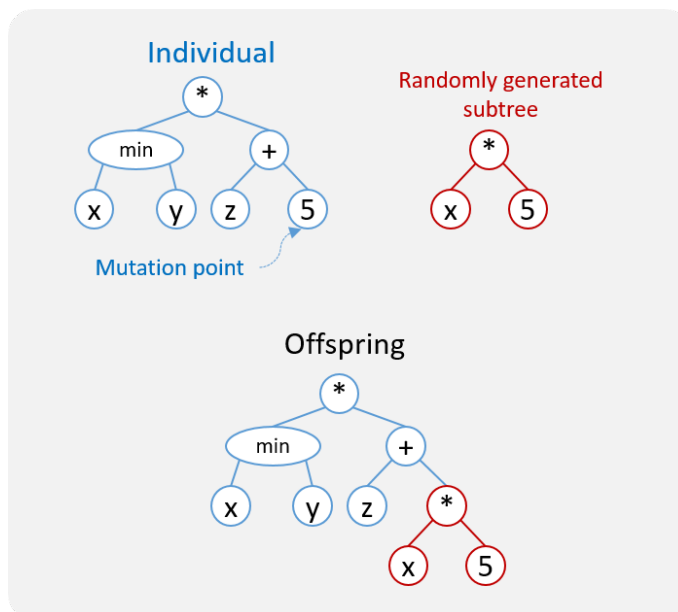 Individual
Randomly generated
subtree
*
*
min
+
x
y
z
5
x
5
Mutation point
Offspring
*
min
+
x
y
z
*
x
5